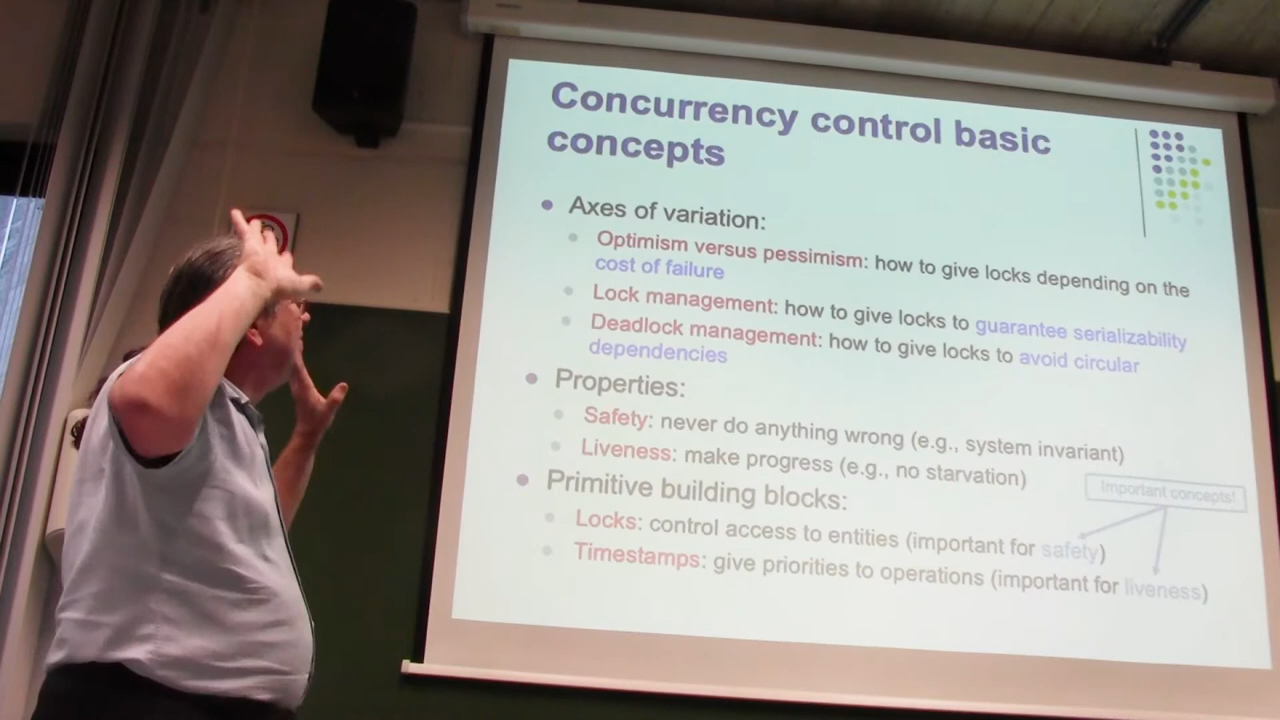 Concurrency control basic
concepts
Axes of variation:
Optimism versus pessimism: how to give locks depending on the
cost of failure
Lock management: how to give locks to guarantee serializability
Deadlock management: how to give locks to avoid circular
dependencies
Properties:
Safety: never do anything wrong (e.g., system invariant)
Liveness: make progress (e.g., no starvation)
Important concepts!
Primitive building blocks:
Locks: control access to entities (important for safety)
Timestamps: give priorities to operations (important for liveness)